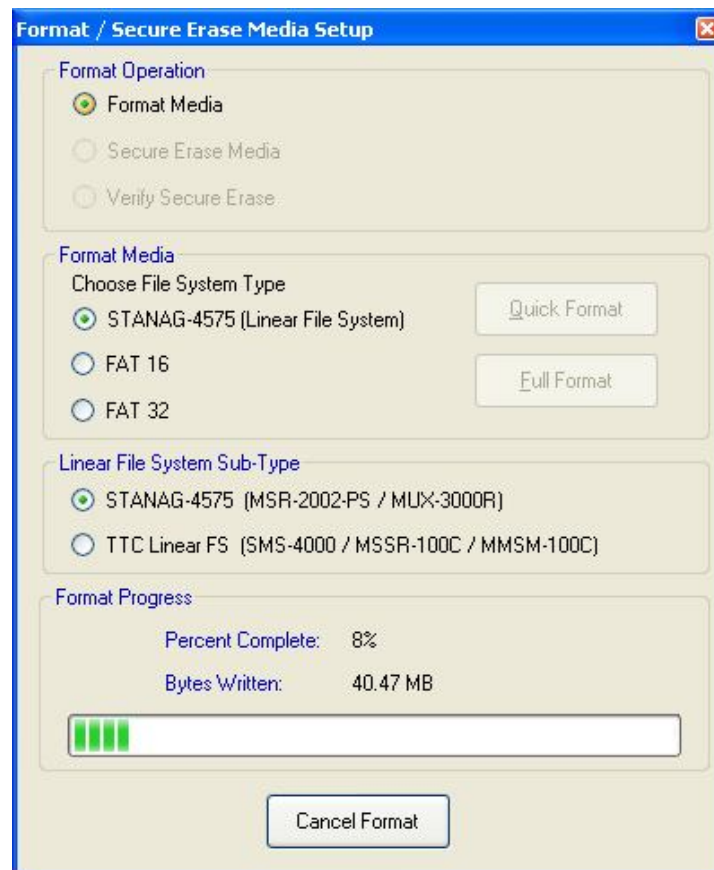 Format / Secure Erase Media Setup
Format Operation
Format Media
Secure Erase Media
Verify Secure Erase
Format Media
Choose File System Type
STANAG-4575 (Linear File System)
Quick Format
FAT 16
Full Format
FAT 32
Linear File System Sub-Type
STANAG-4575  (MSR-2002-PS / MUX-3000R)
TTC Linear FS  (SMS-4000 / MSSR-100C / MMSM-100C)
Format Progress
Percent Complete: 8%
Bytes Written: 40.47 MB
Cancel Format